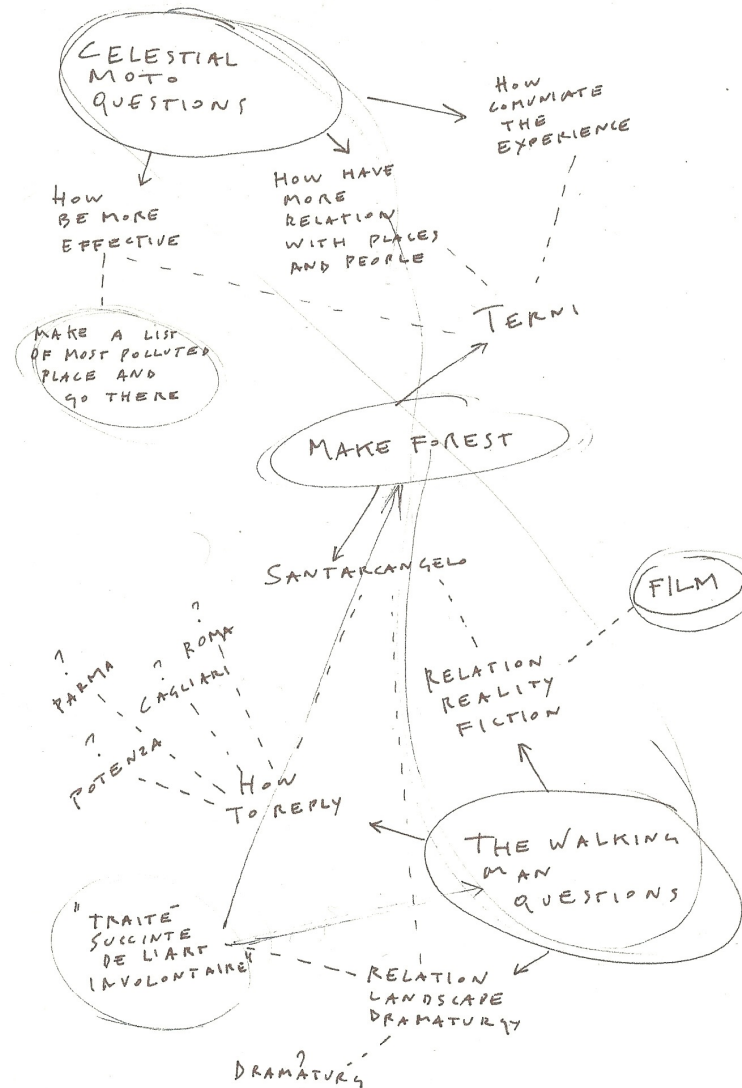 CELESTIAL
MOTO
QUESTIONS
HOW
COMUNIATE
THE
EXPERIENCE
HOW
BE MORE
EFFECTIVE
HOW HAVE
MORE
RELATION
WITH PLACES
AND PEOPLE
MAKE A LIST
OF MOST POLLUTED
PLACE AND
GO THERE
TERNI
MAKE FOREST
SANTARCANGELO
FILM
RELATION
REALITY
FICTION
?
PARMA
?
CAGLIARI
?
ROMA
?
POTENZA
HOW
TO REPLY
THE WALKING
MAN
QUESTIONS
"TRAITÉ
SUCCINTE
DE L'ART
INVOLONTAIRE"
RELATION
LANDSCAPE
DRAMATURGY
?
DRAMATURG